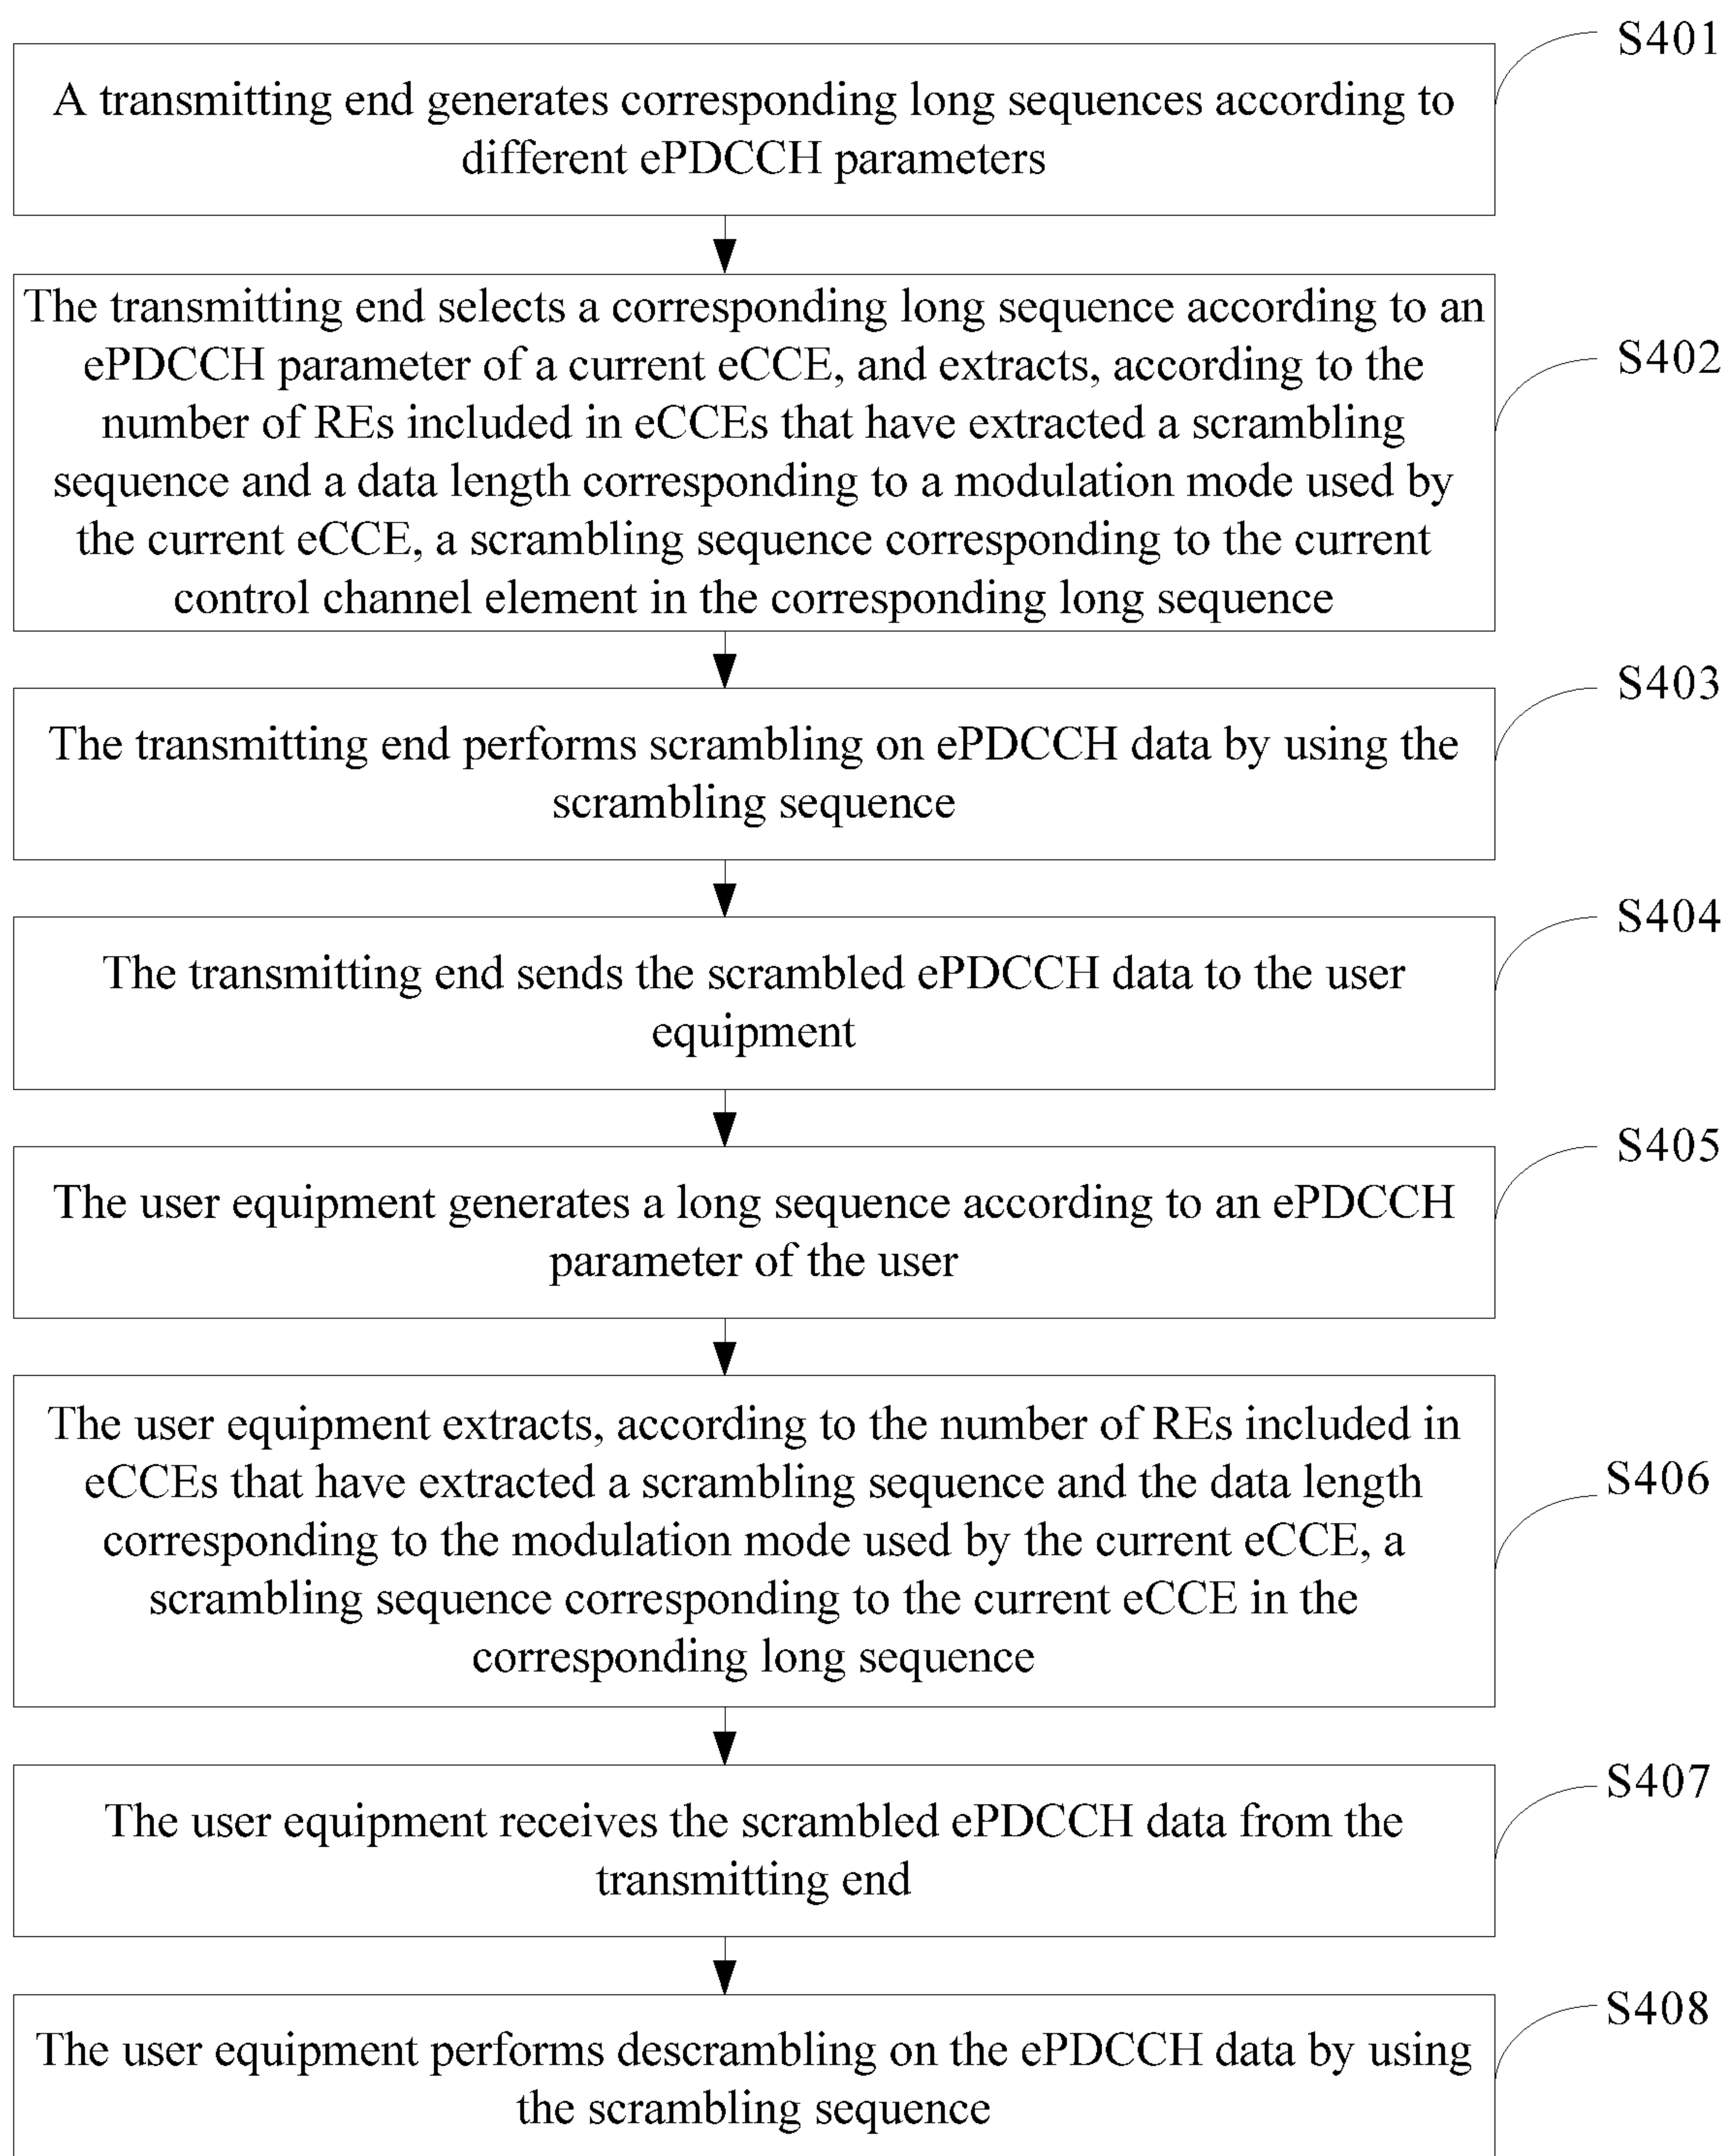 S401
A transmitting end generates corresponding long sequences according to
different ePDCCH parameters
The transmitting end selects a corresponding long sequence according to an
ePDCCH parameter of a current eCCE, and extracts, according to the
number of REs included in eCCEs that have extracted a scrambling
sequence and a data length corresponding to a modulation mode used by
the current eCCE, a scrambling sequence corresponding to the current
control channel element in the corresponding long sequence
S402
S403
The transmitting end performs scrambling on ePDCCH data by using the
scrambling sequence
S404
The transmitting end sends the scrambled ePDCCH data to the user
equipment
S405
The user equipment generates a long sequence according to an ePDCCH
parameter of the user
The user equipment extracts, according to the number of REs included in
eCCEs that have extracted a scrambling sequence and the data length
corresponding to the modulation mode used by the current eCCE, a
scrambling sequence corresponding to the current eCCE in the
corresponding long sequence
S406
S407
The user equipment receives the scrambled ePDCCH data from the
transmitting end
S408
The user equipment performs descrambling on the ePDCCH data by using
the scrambling sequence